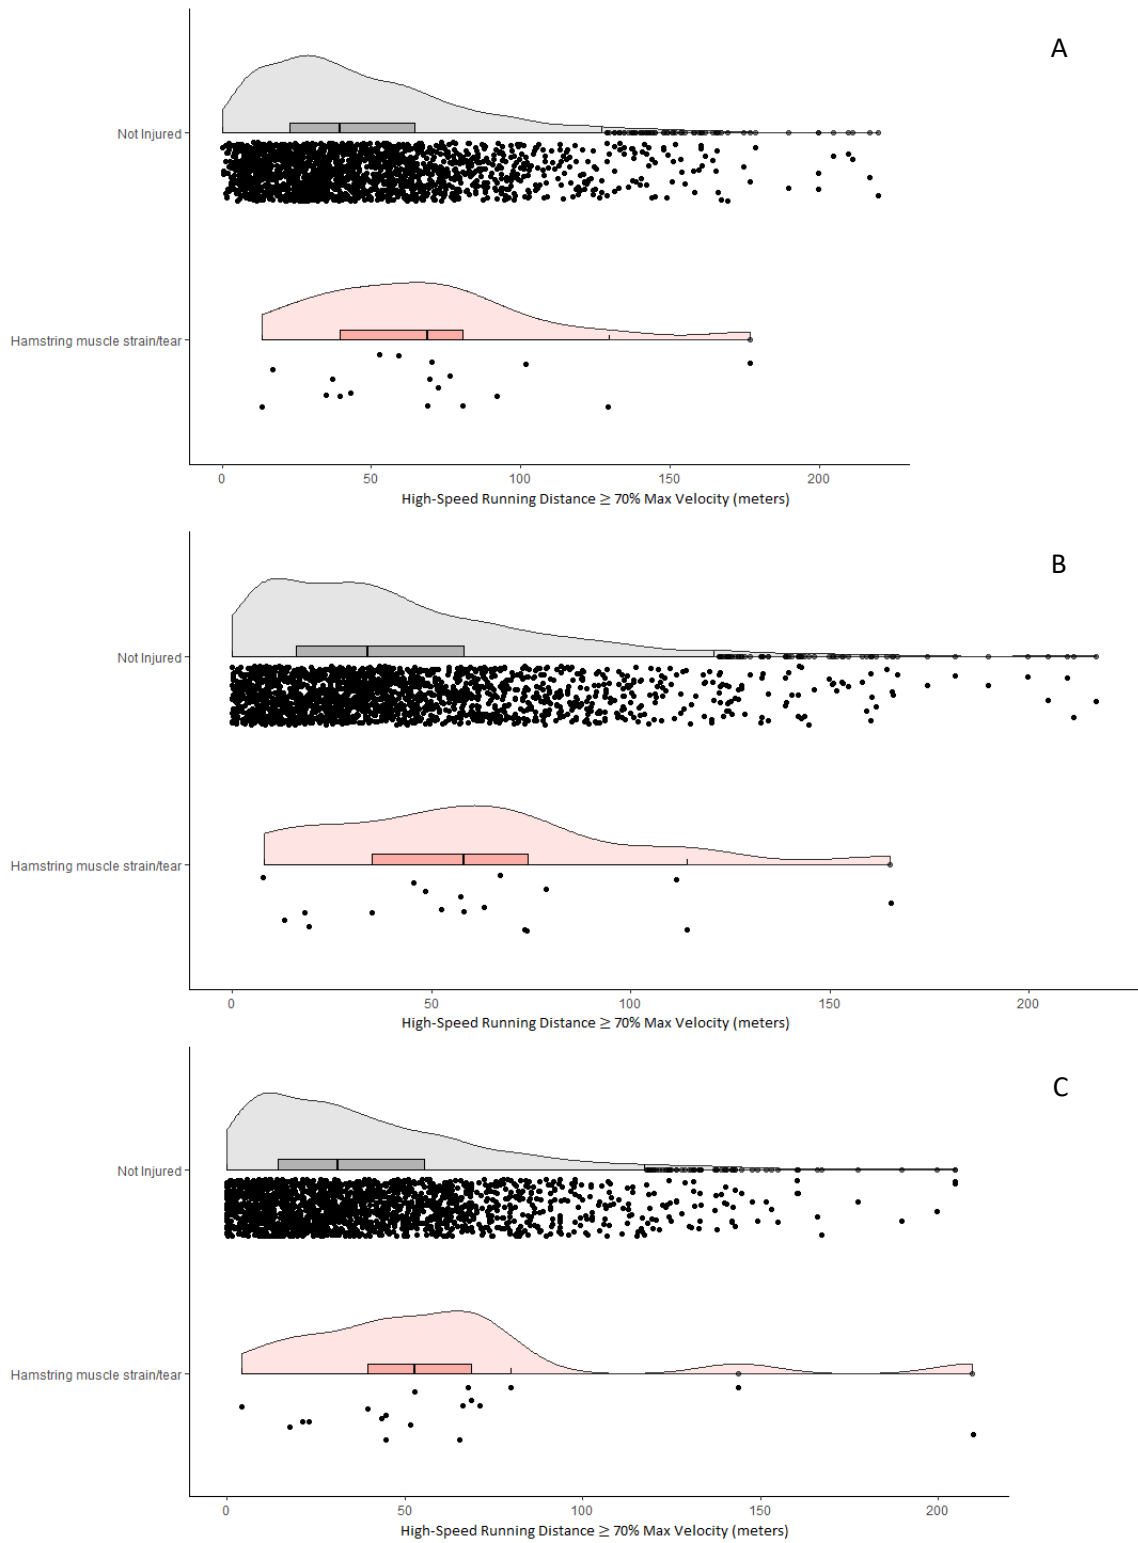 A
Not Injured
Hamstring muscle strain/tear
0 50 100 150 200
High-Speed Running Distance ≥ 70% Max Velocity (meters)
B
Not Injured
Hamstring muscle strain/tear
0 50 100 150 200
High-Speed Running Distance ≥ 70% Max Velocity (meters)
C
Not Injured
Hamstring muscle strain/tear
0 50 100 150 200
High-Speed Running Distance ≥ 70% Max Velocity (meters)